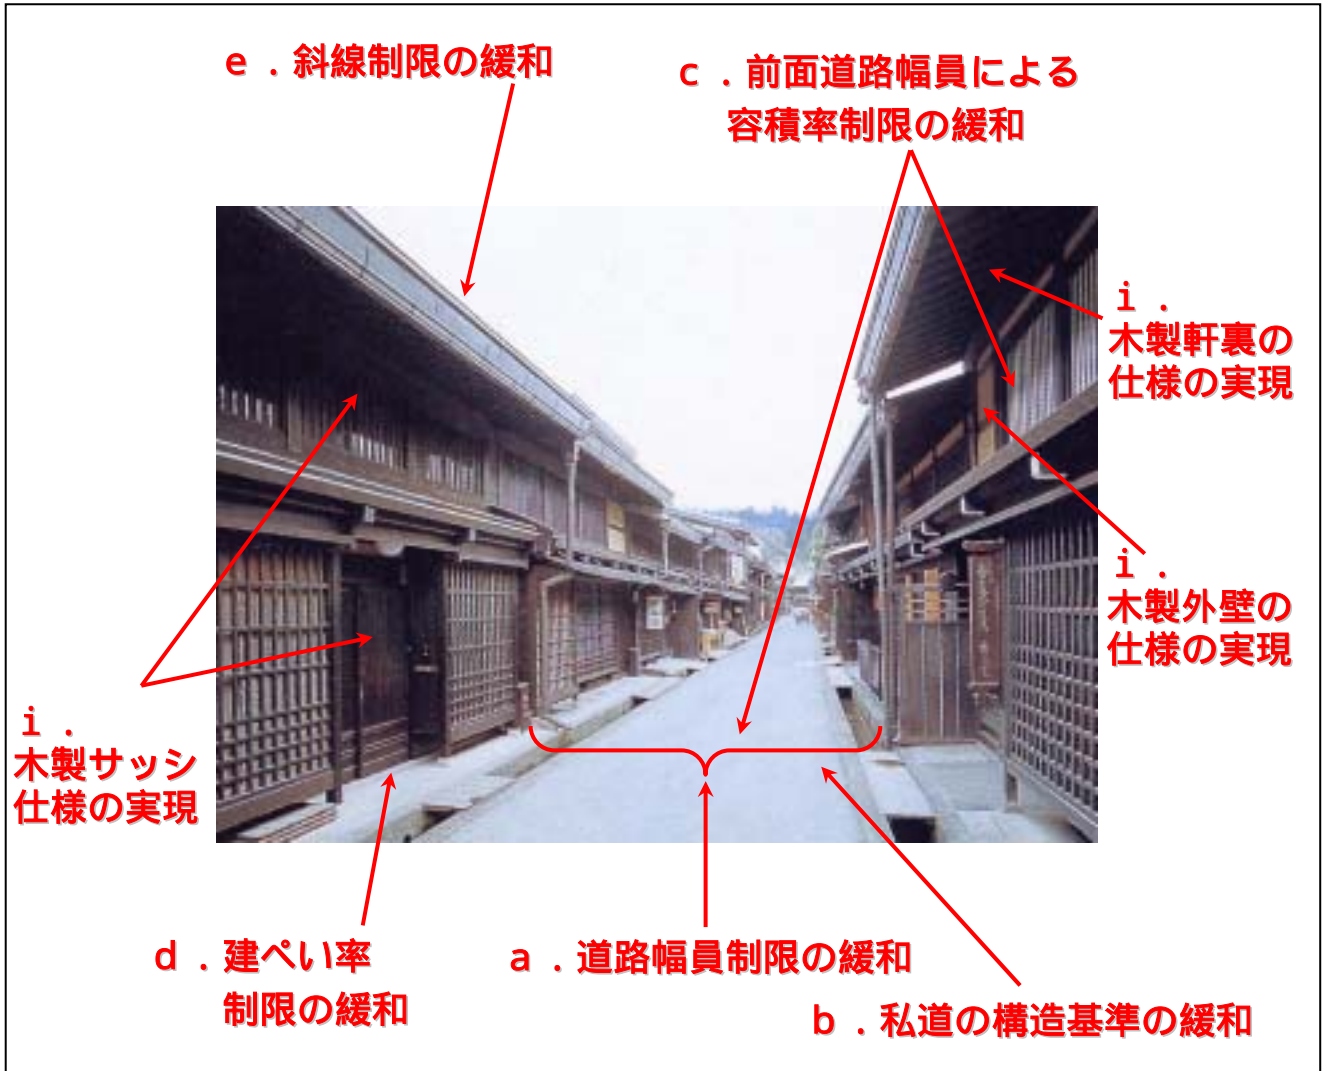 e．斜線制限の緩和
c．前面道路幅員による
容積率制限の緩和
i．
木製軒裏の
仕様の実現
i．
木製外壁の
仕様の実現
i．
木製サッシ
仕様の実現
d．建ぺい率
制限の緩和
a．道路幅員制限の緩和
b．私道の構造基準の緩和